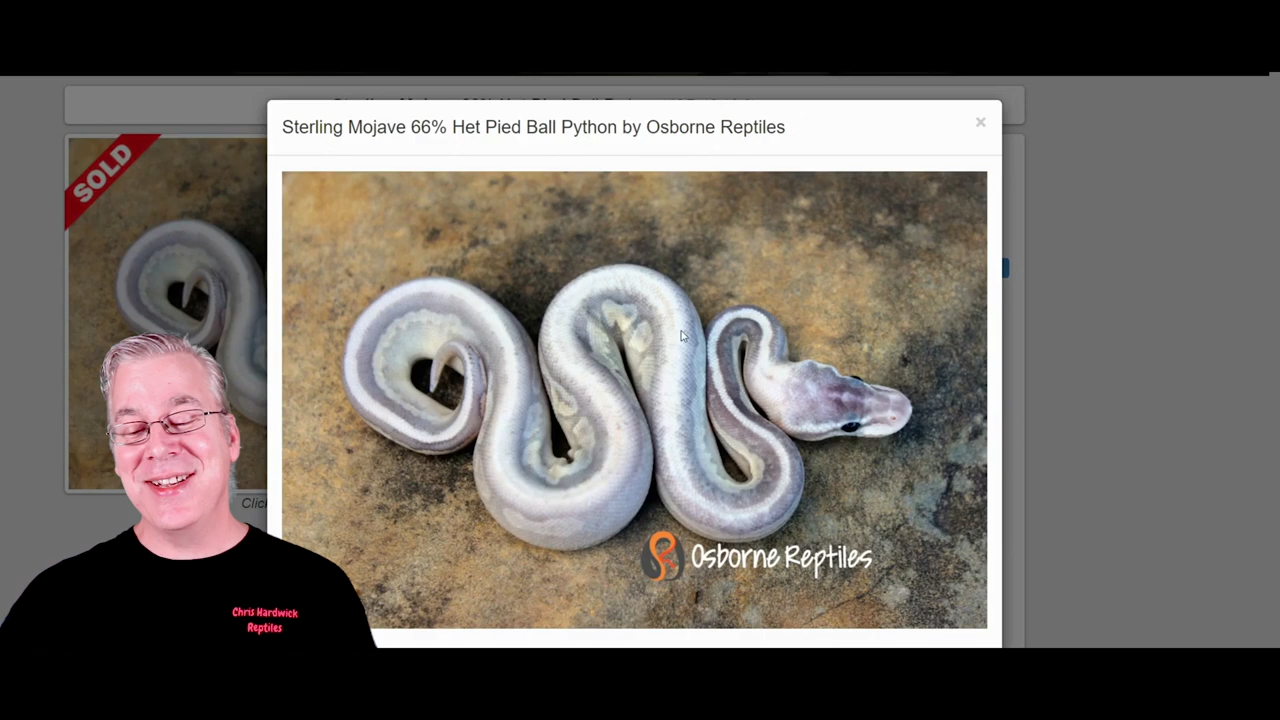 Sterling Mojave 66% Het Pied Ball Python by Osborne Reptiles
×
SOLD
Osborne Reptiles
Chris Hardwick
Reptiles